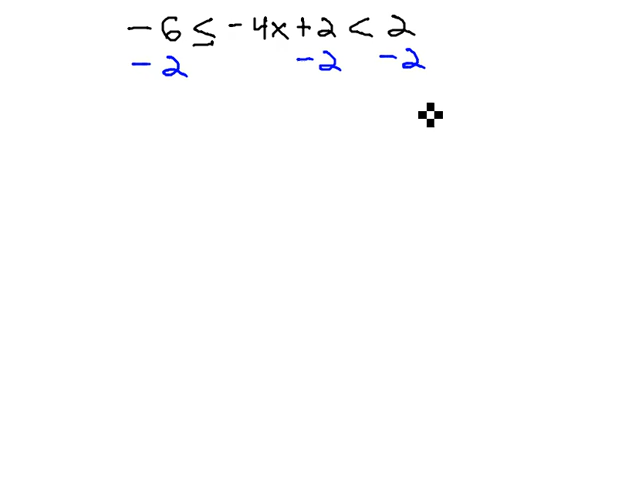 - 6 ≤ - 4x + 2 < 2
- 2 - 2 - 2